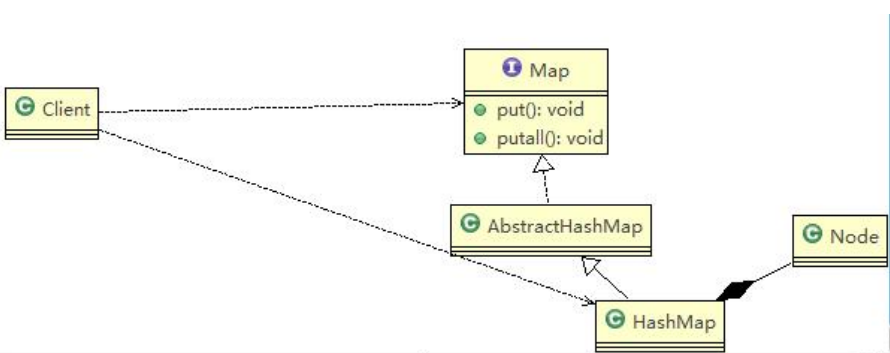 I Map
C Client
put(): void
putall(): void
C AbstractHashMap
C Node
C HashMap